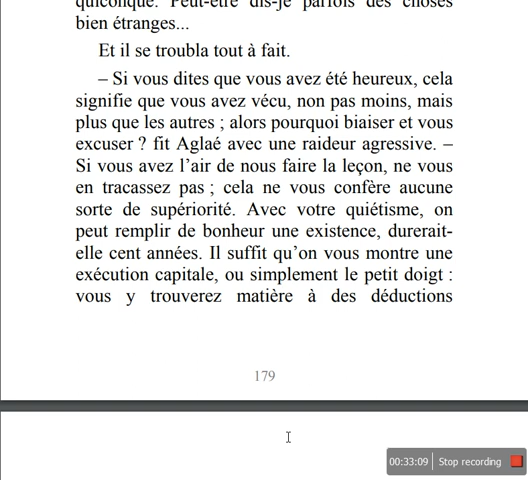 quiconque. Peut-être dis-je parfois des choses
bien étranges...
Et il se troubla tout à fait.
– Si vous dites que vous avez été heureux, cela
signifie que vous avez vécu, non pas moins, mais
plus que les autres ; alors pourquoi biaiser et vous
excuser ? fit Aglaé avec une raideur agressive. –
Si vous avez l’air de nous faire la leçon, ne vous
en tracassez pas ; cela ne vous confère aucune
sorte de supériorité. Avec votre quiétisme, on
peut remplir de bonheur une existence, durerait-
elle cent années. Il suffit qu’on vous montre une
exécution capitale, ou simplement le petit doigt :
vous y trouverez matière à des déductions
179
00:33:09 Stop recording